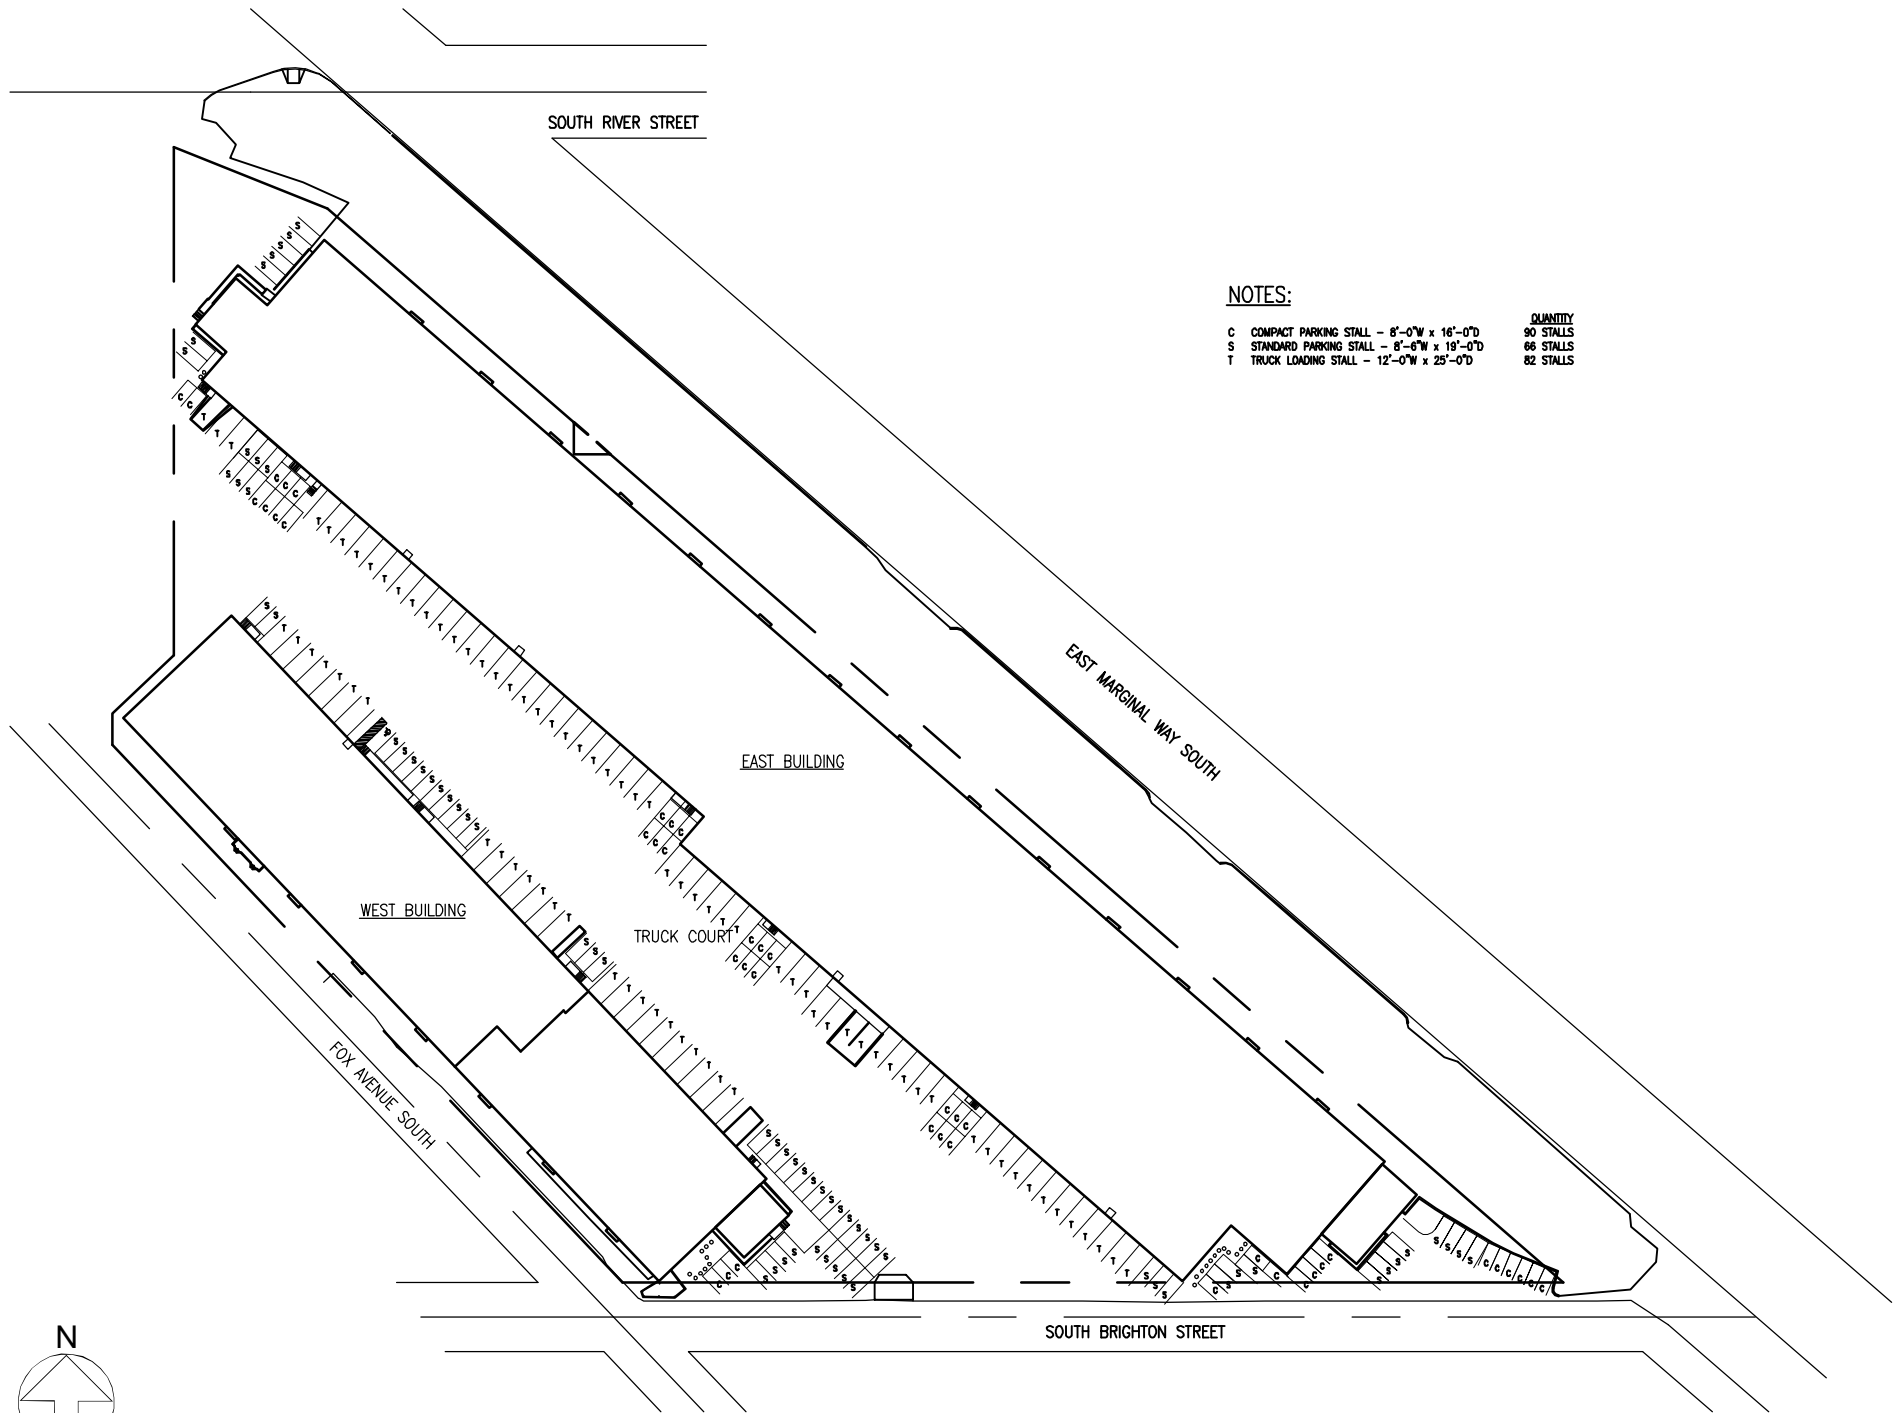 SOUTH RIVER STREET
NOTES:
QUANTITY
C COMPACT PARKING STALL - 8'-0"W x 16'-0"D 90 STALLS
S STANDARD PARKING STALL - 8'-6"W x 19'-0"D 66 STALLS
T TRUCK LOADING STALL - 12'-0"W x 25'-0"D 82 STALLS
EAST MARGINAL WAY SOUTH
EAST BUILDING
WEST BUILDING
TRUCK COURT
FOX AVENUE SOUTH
SOUTH BRIGHTON STREET
N